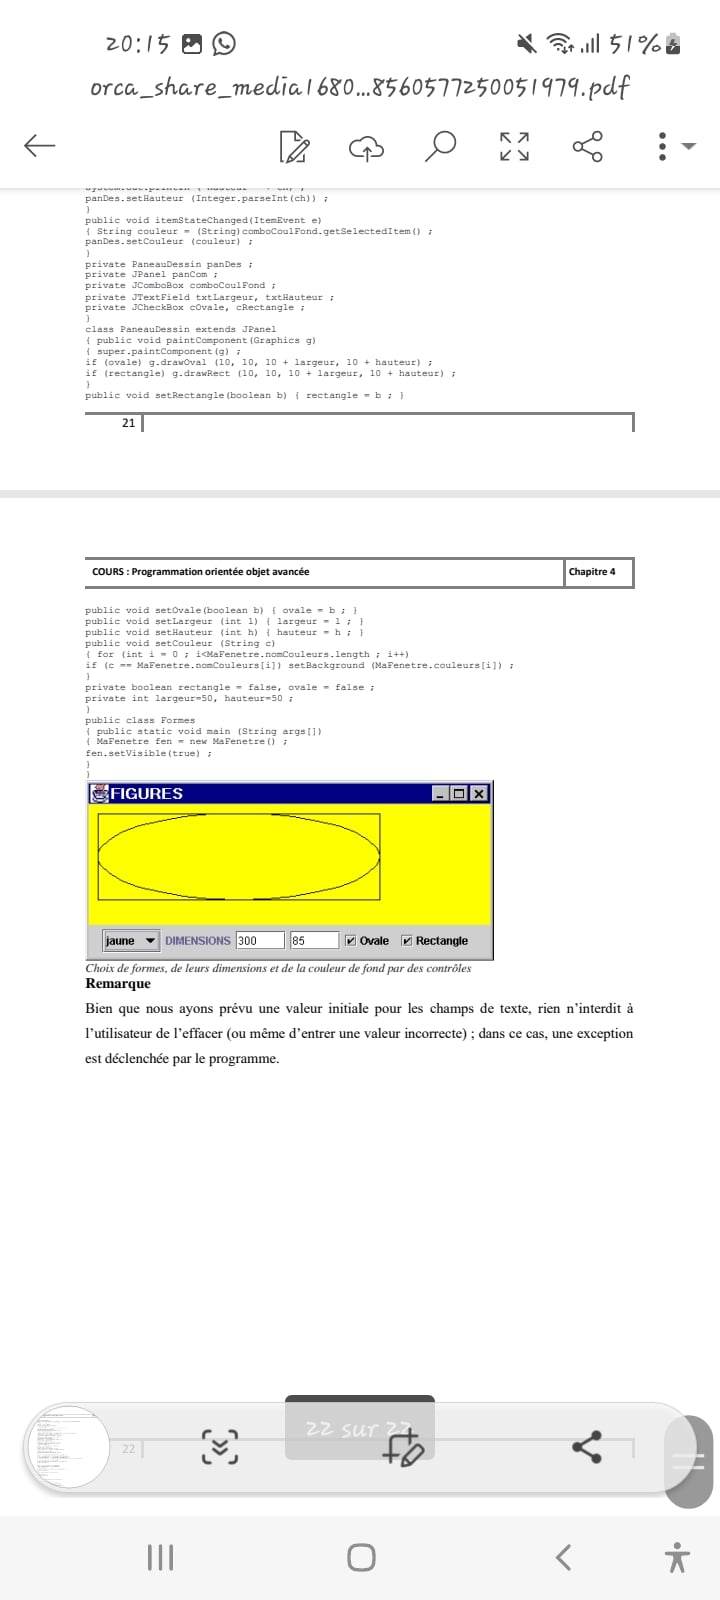 20:15
51%
orca_share_media1680...8560577250051979.pdf
panDes.setHauteur (Integer.parseInt(ch)) ;
}
public void itemStateChanged(ItemEvent e)
{ String couleur = (String)comboCoulFond.getSelectedItem() ;
panDes.setCouleur (couleur) ;
}
private PaneauDessin panDes ;
private JPanel panCom ;
private JComboBox comboCoulFond ;
private JTextField txtLargeur, txtHauteur ;
private JCheckBox cOvale, cRectangle ;
}
class PaneauDessin extends JPanel
{ public void paintComponent(Graphics g)
{ super.paintComponent(g) ;
if (ovale) g.drawOval (10, 10, 10 + largeur, 10 + hauteur) ;
if (rectangle) g.drawRect (10, 10, 10 + largeur, 10 + hauteur) ;
}
public void setRectangle(boolean b) { rectangle = b ; }
21
COURS : Programmation orientée objet avancée
Chapitre 4
public void setOvale(boolean b) { ovale = b ; }
public void setLargeur (int l) { largeur = l ; }
public void setHauteur (int h) { hauteur = h ; }
public void setCouleur (String c)
{ for (int i = 0 ; i<MaFenetre.nomCouleurs.length ; i++)
if (c == MaFenetre.nomCouleurs[i]) setBackground (MaFenetre.couleurs[i]) ;
}
private boolean rectangle = false, ovale = false ;
private int largeur=50, hauteur=50 ;
}
public class Formes
{ public static void main (String args[])
{ MaFenetre fen = new MaFenetre() ;
fen.setVisible(true) ;
}
}
FIGURES
jaune DIMENSIONS 300 85 Ovale Rectangle
Choix de formes, de leurs dimensions et de la couleur de fond par des contrôles
Remarque
Bien que nous ayons prévu une valeur initiale pour les champs de texte, rien n'interdit à
l'utilisateur de l'effacer (ou même d'entrer une valeur incorrecte) ; dans ce cas, une exception
est déclenchée par le programme.
22 sur 22
22